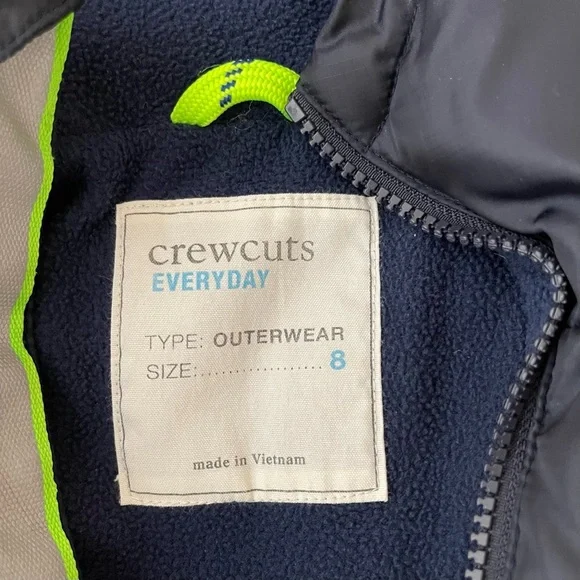 crewcuts
EVERYDAY
TYPE: OUTERWEAR
SIZE:..................... 8
made in Vietnam